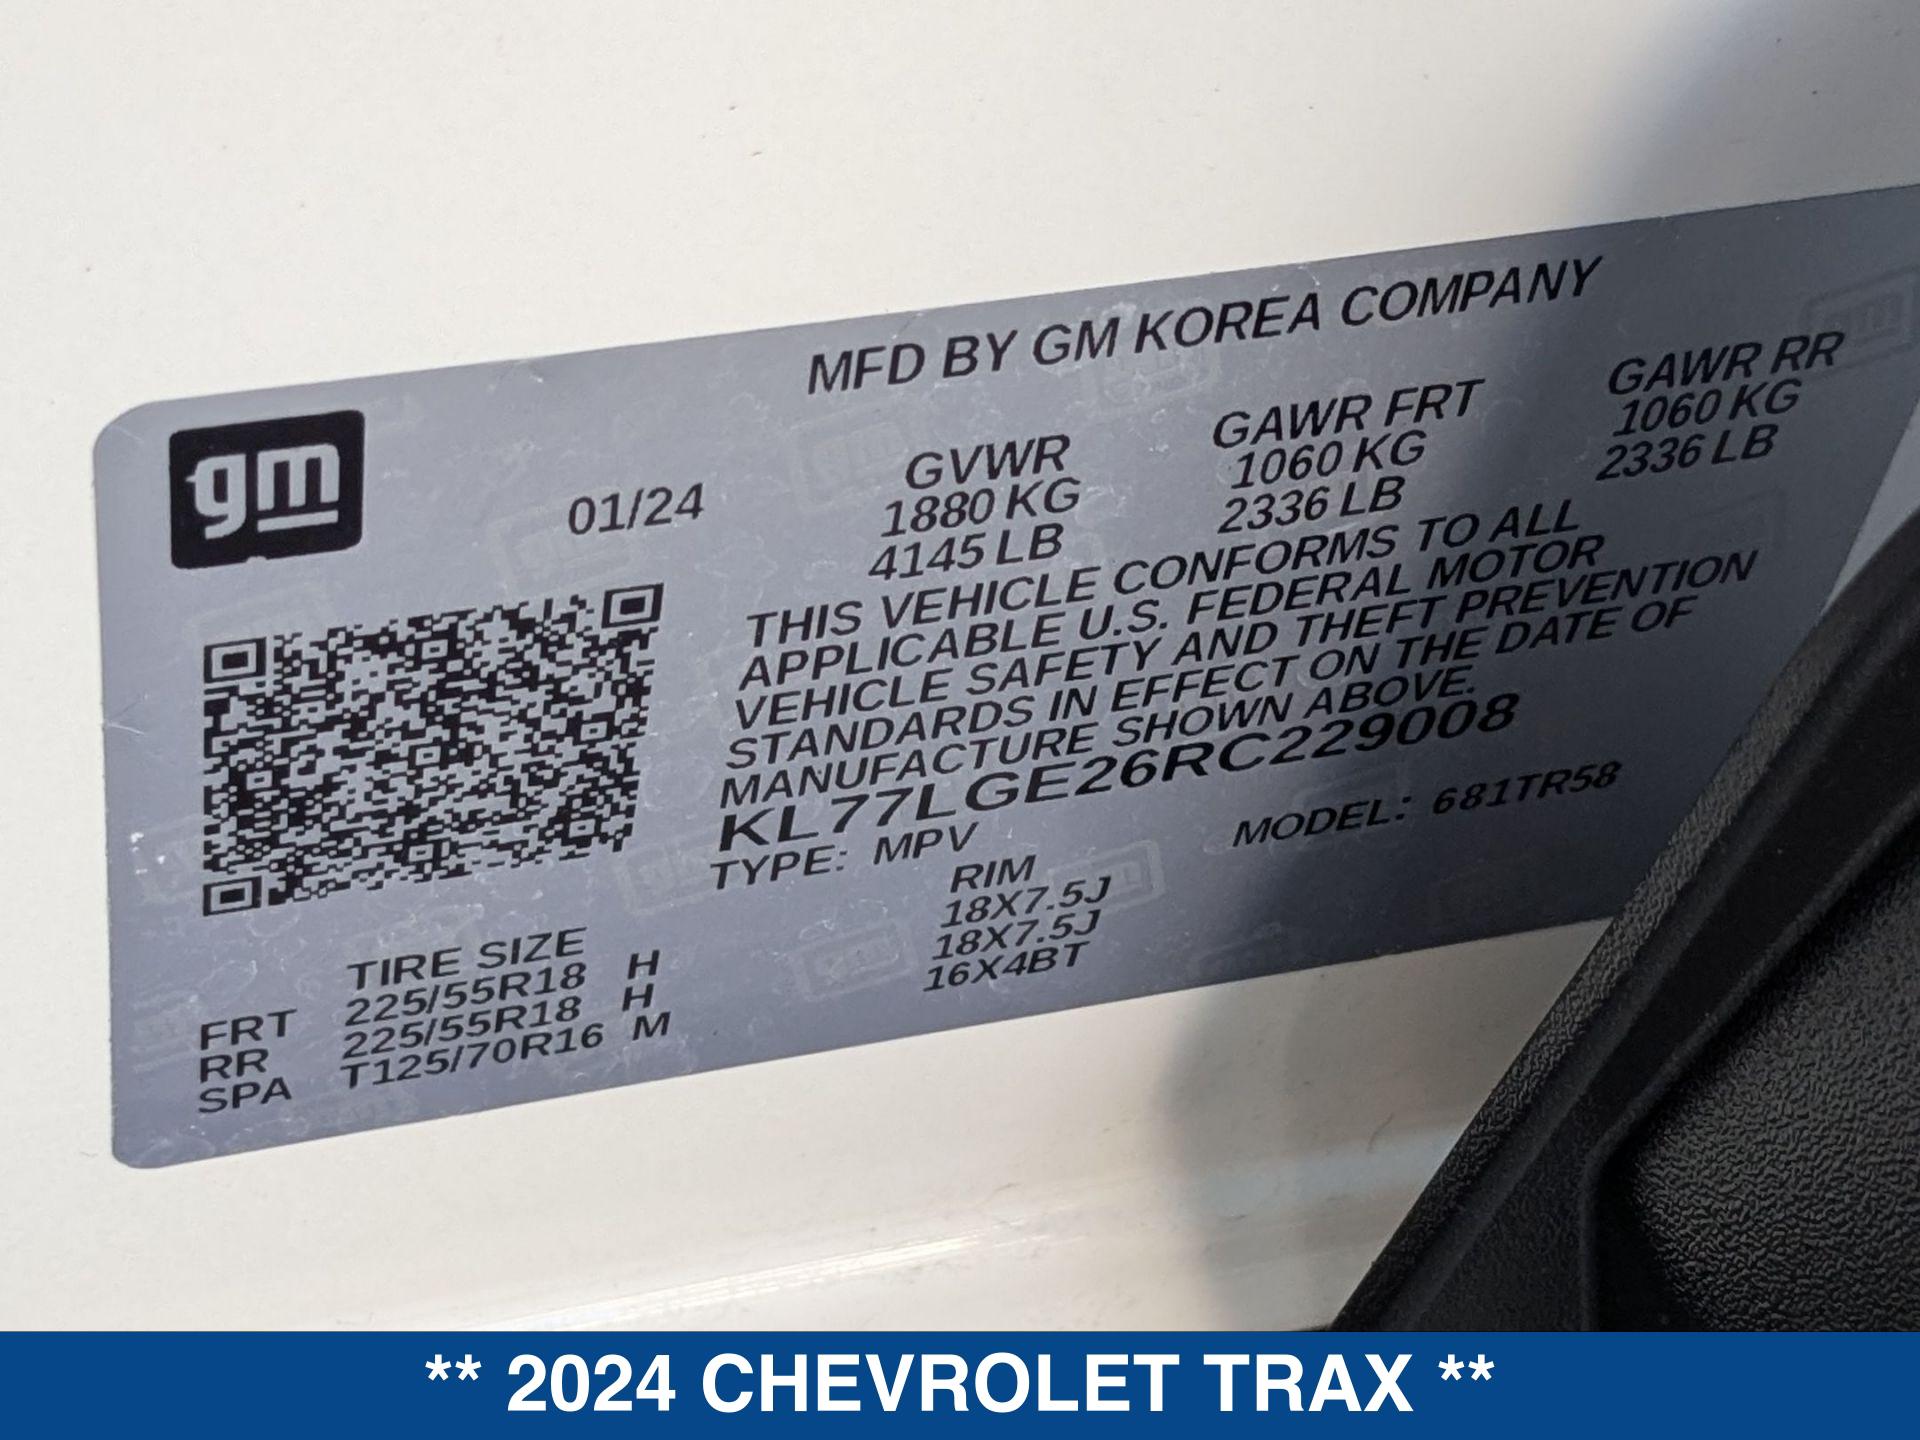 MFD BY GM KOREA COMPANY
gm
01/24
GVWR GAWR FRT GAWR RR
1880 KG 1060 KG 1060 KG
4145 LB 2336 LB 2336 LB
THIS VEHICLE CONFORMS TO ALL
APPLICABLE U.S. FEDERAL MOTOR
VEHICLE SAFETY AND THEFT PREVENTION
STANDARDS IN EFFECT ON THE DATE OF
MANUFACTURE SHOWN ABOVE.
KL77LGE26RC229008
TYPE: MPV MODEL: 681TR58
TIRE SIZE RIM
FRT 225/55R18 H 18X7.5J
RR 225/55R18 H 18X7.5J
SPA T125/70R16 M 16X4BT
** 2024 CHEVROLET TRAX **